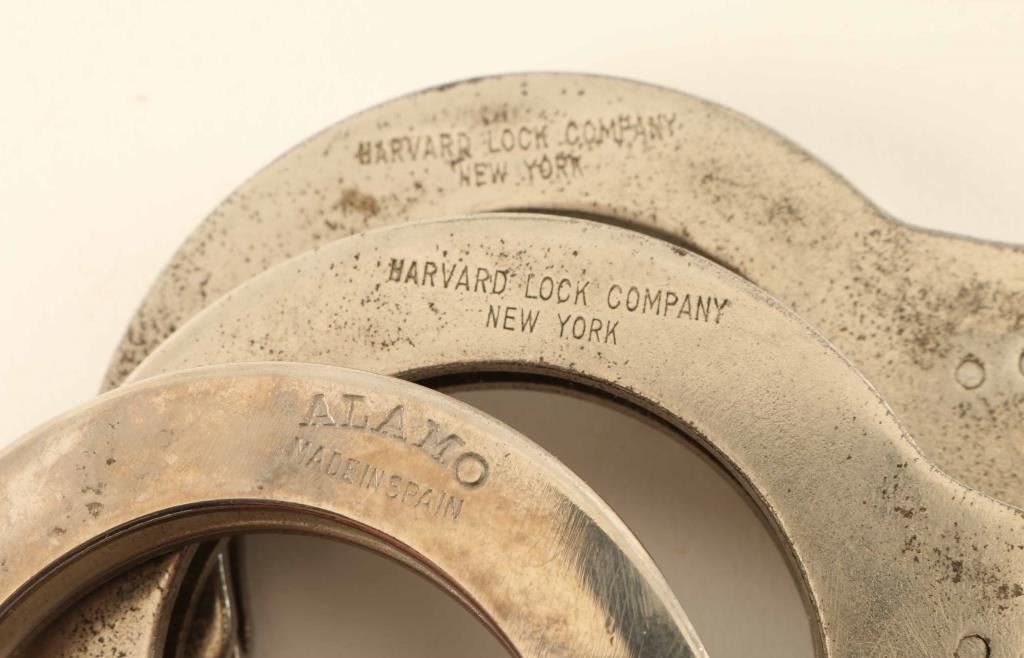 HARVARD LOCK COMPANY
NEW YORK
HARVARD LOCK COMPANY
NEW YORK
ALAMO
MADE IN SPAIN